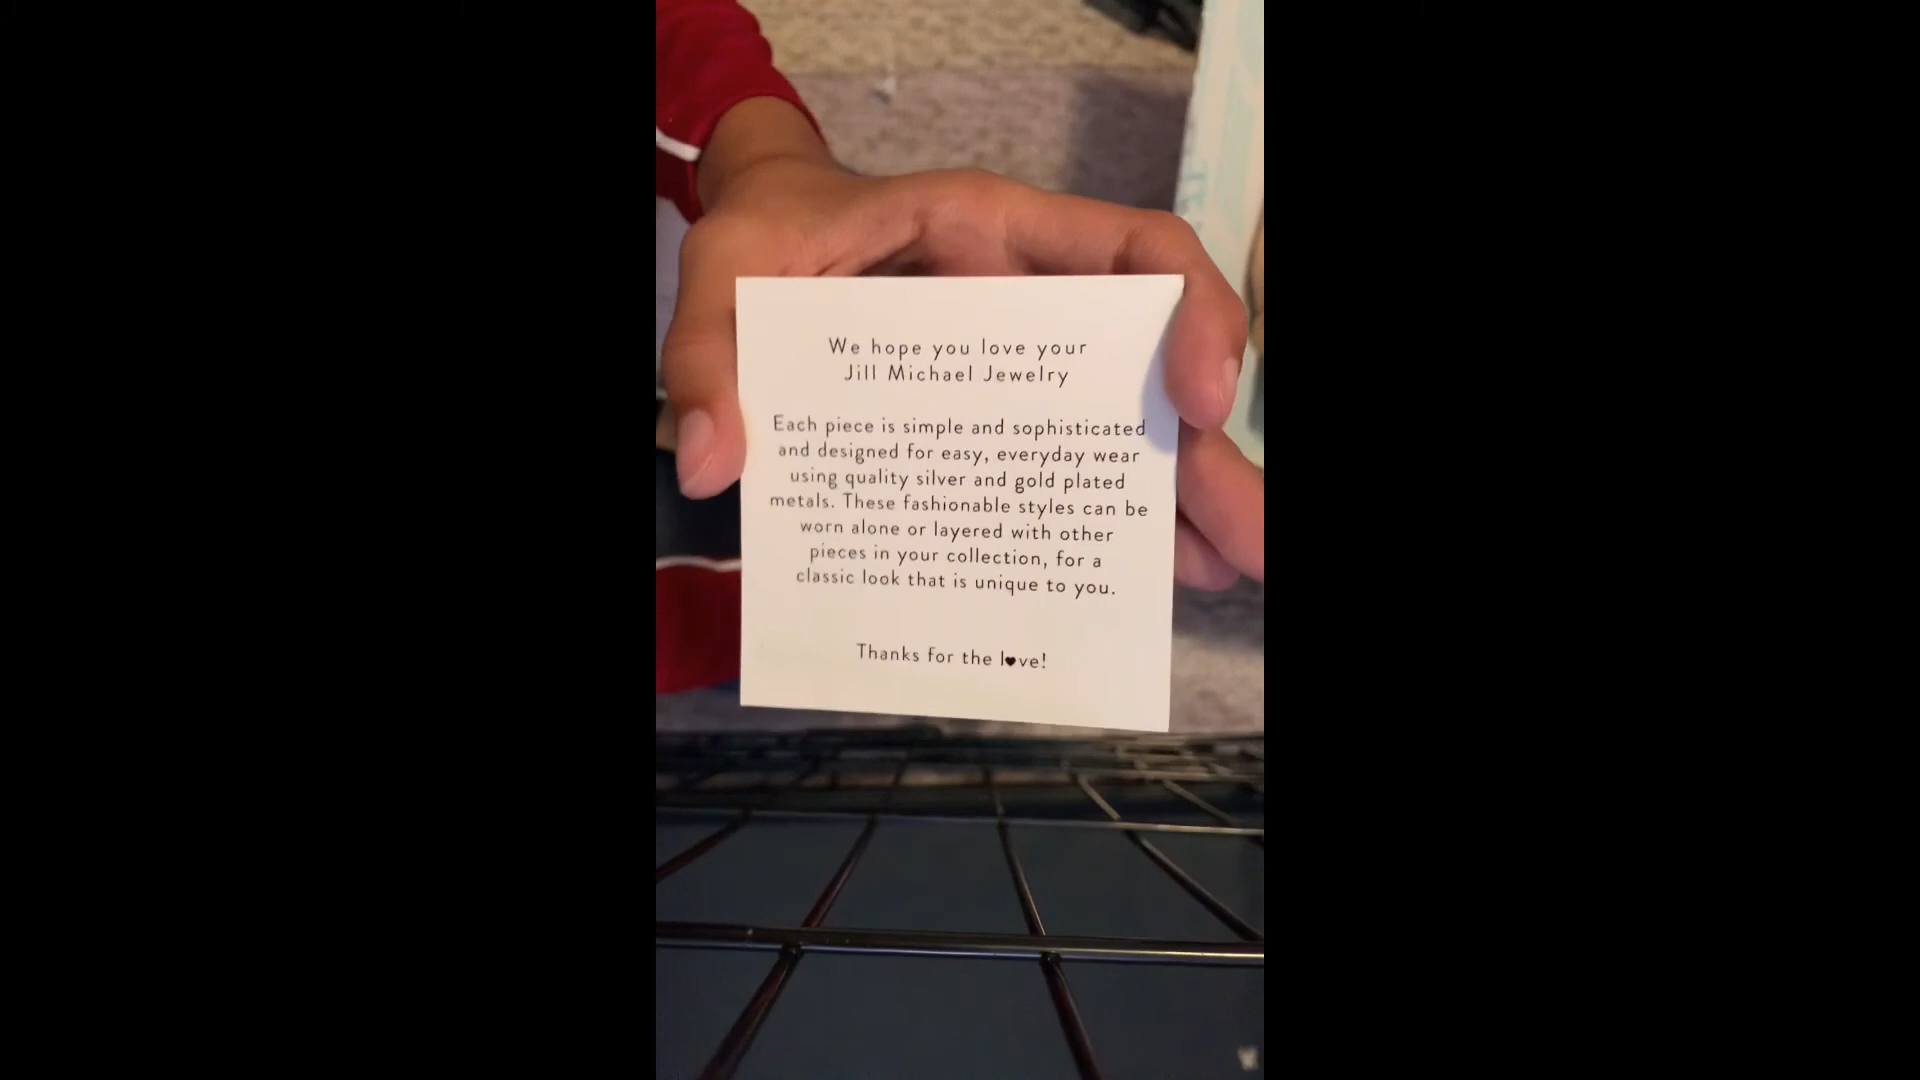 We hope you love your
Jill Michael Jewelry
Each piece is simple and sophisticated
and designed for easy, everyday wear
using quality silver and gold plated
metals. These fashionable styles can be
worn alone or layered with other
pieces in your collection, for a
classic look that is unique to you.
Thanks for the l♥ve!